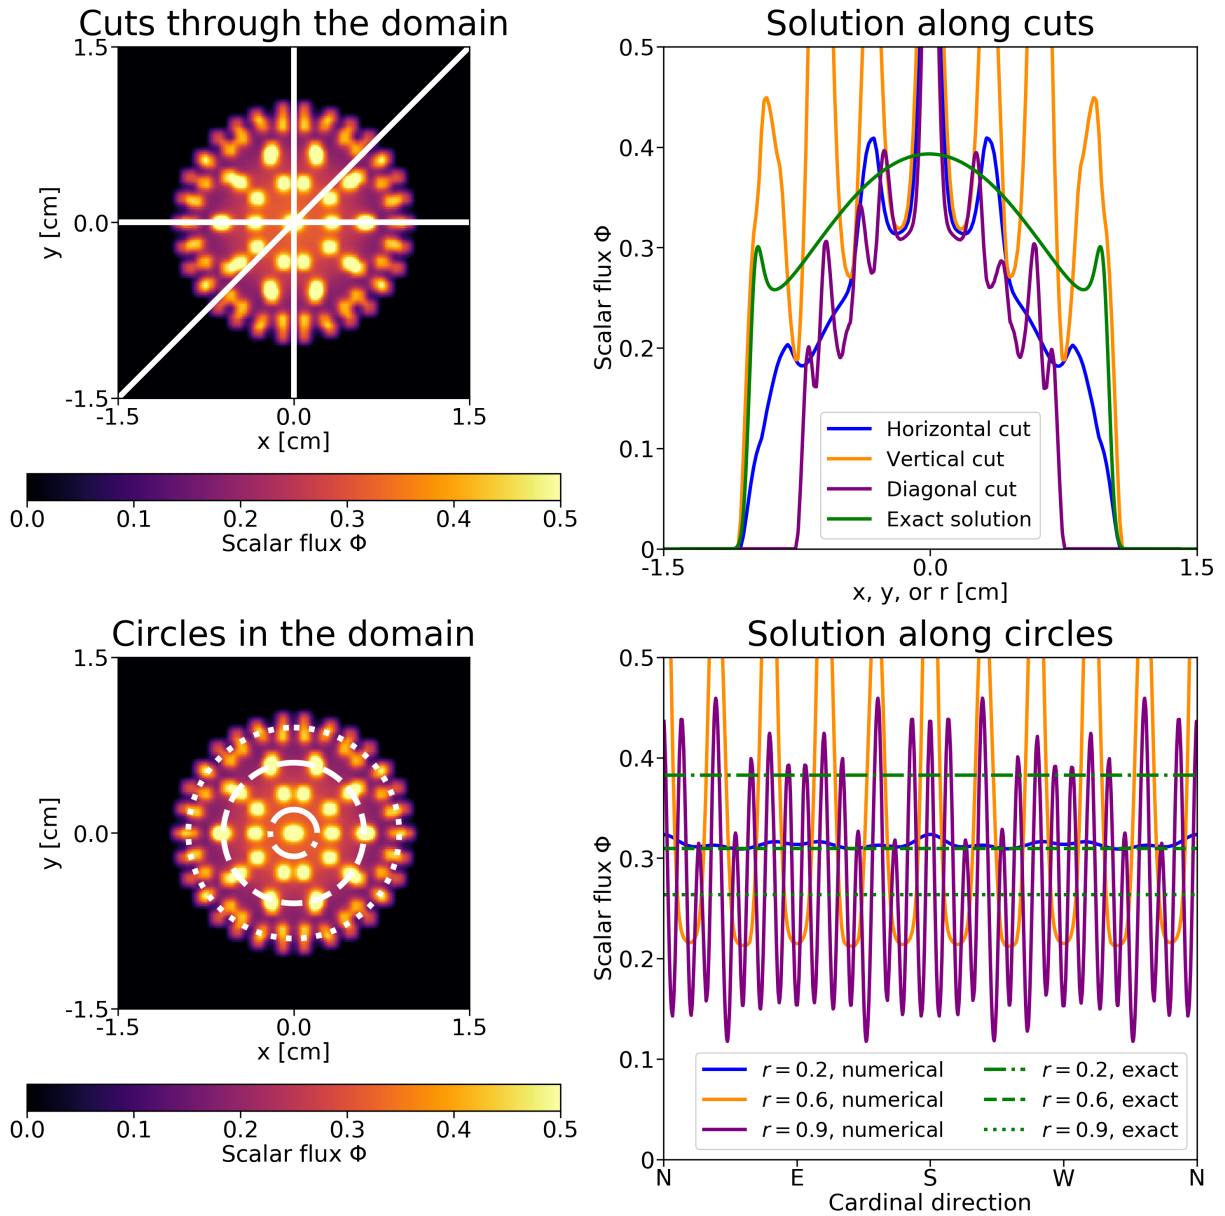 Cuts through the domain
1.5
0.0
-1.5
y [cm]
-1.5 0.0 1.5
x [cm]
0.0 0.1 0.2 0.3 0.4 0.5
Scalar flux Φ
Solution along cuts
0.5
0.4
0.3
0.2
0.1
0
Scalar flux Φ
Horizontal cut
Vertical cut
Diagonal cut
Exact solution
-1.5 0.0 1.5
x, y, or r [cm]
Circles in the domain
1.5
0.0
-1.5
y [cm]
-1.5 0.0 1.5
x [cm]
0.0 0.1 0.2 0.3 0.4 0.5
Scalar flux Φ
Solution along circles
0.5
0.4
0.3
0.2
0.1
0
Scalar flux Φ
r = 0.2, numerical r = 0.2, exact
r = 0.6, numerical r = 0.6, exact
r = 0.9, numerical r = 0.9, exact
N E S W N
Cardinal direction